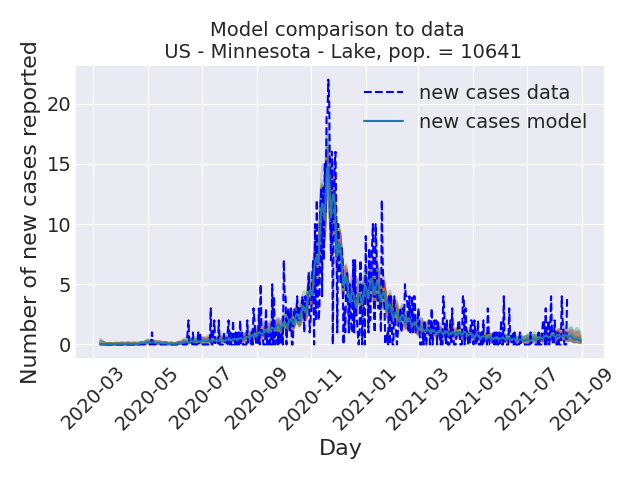 Model comparison to data
US - Minnesota - Lake, pop. = 10641
Number of new cases reported
20
15
10
5
0
new cases data
new cases model
2020-03
2020-05
2020-07
2020-09
2020-11
2021-01
2021-03
2021-05
2021-07
2021-09
Day